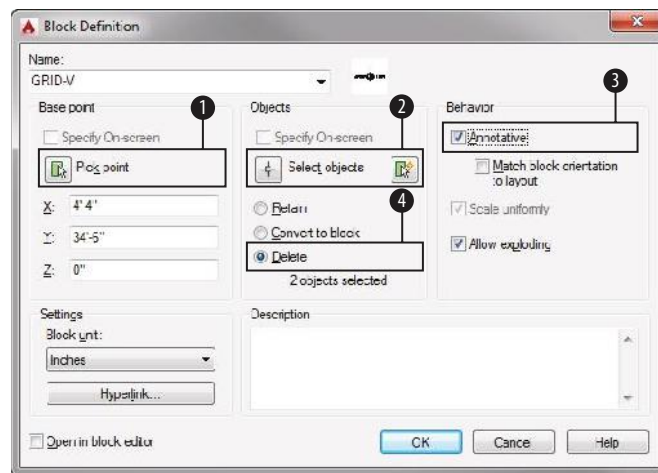 Block Definition
Name:
GRID-V
Base point
Specify On-screen
Pick point
X: 4'-4"
Y: 34'-5"
Z: 0"
Settings
Block unit:
Inches
Hyperlink...
Open in block editor
Objects
Specify On-screen
Select objects
Retain
Convert to block
Delete
2 objects selected
Description
Behavior
Annotative
Match block orientation
to layout
Scale uniformly
Allow exploding
OK
Cancel
Help
1
2
3
4